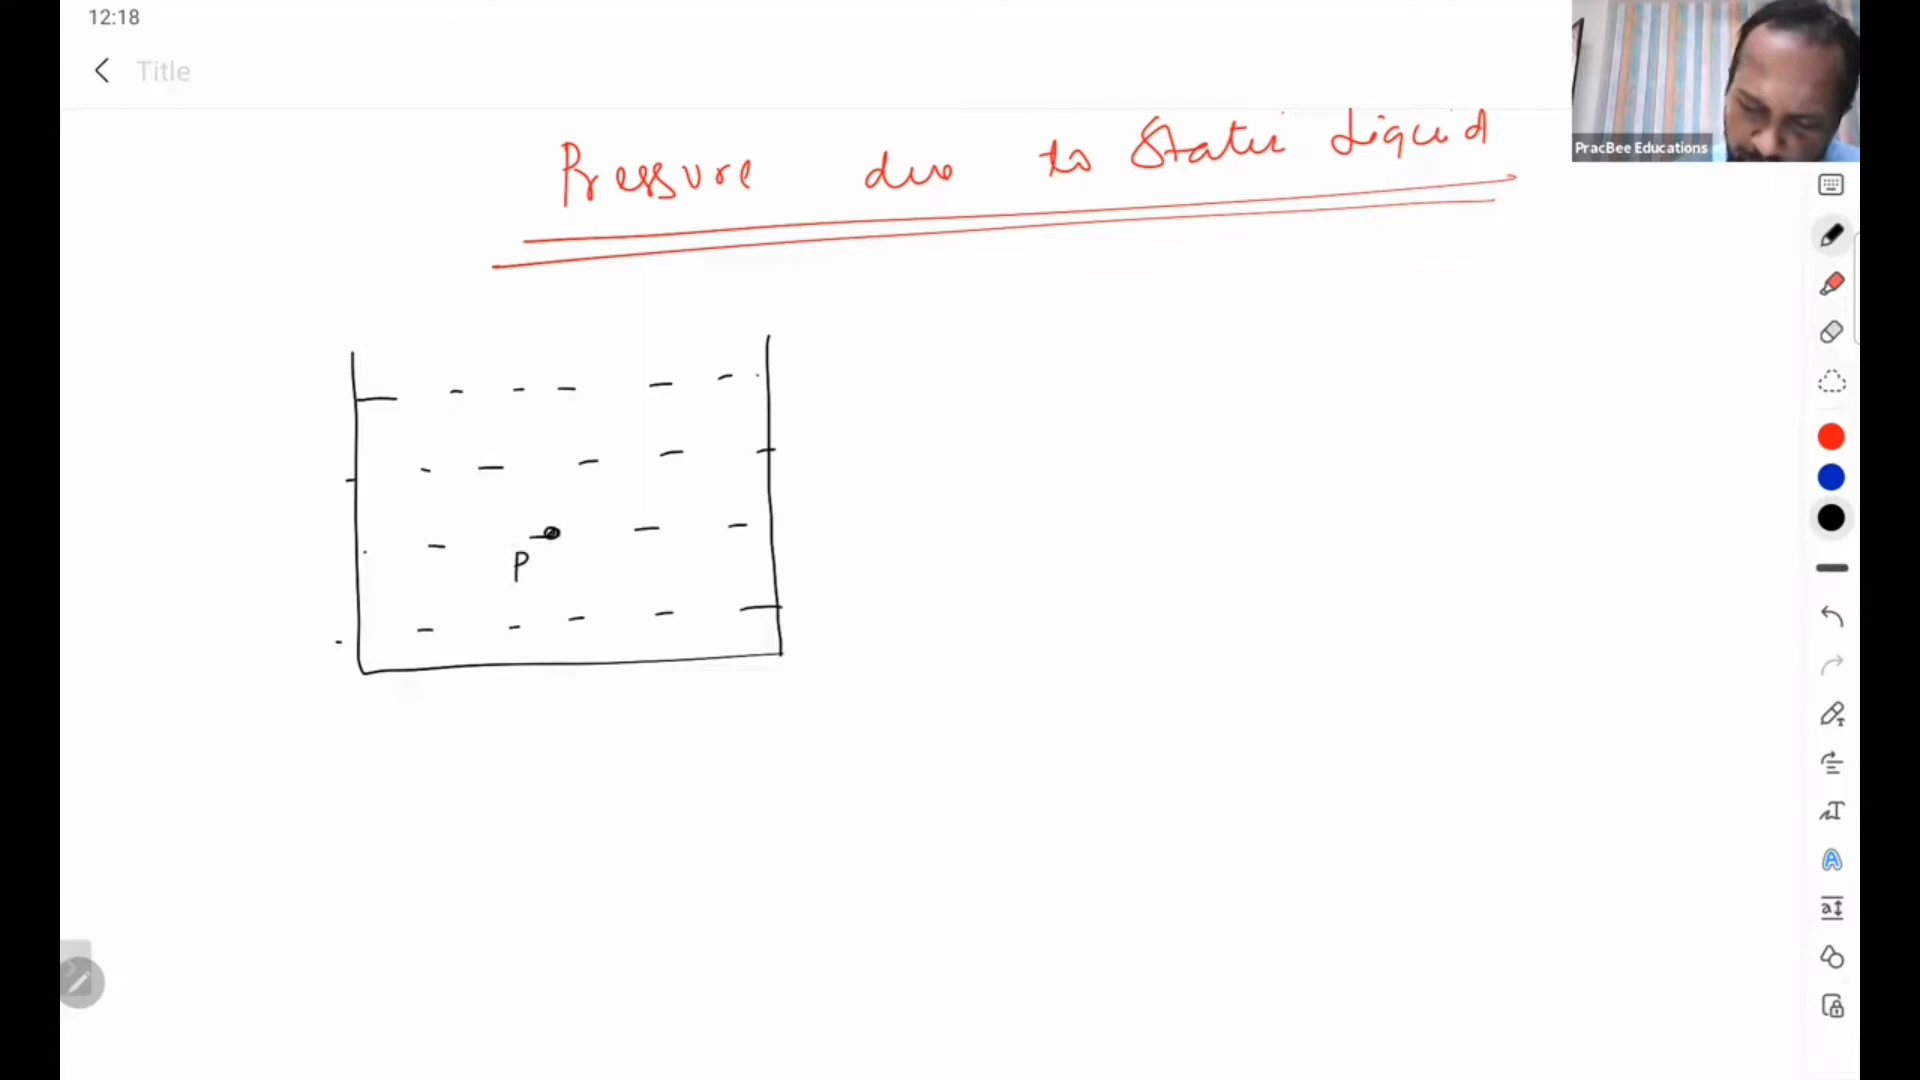 12:18
Title
Pressure due to Static Liquid
PracBee Educations
P